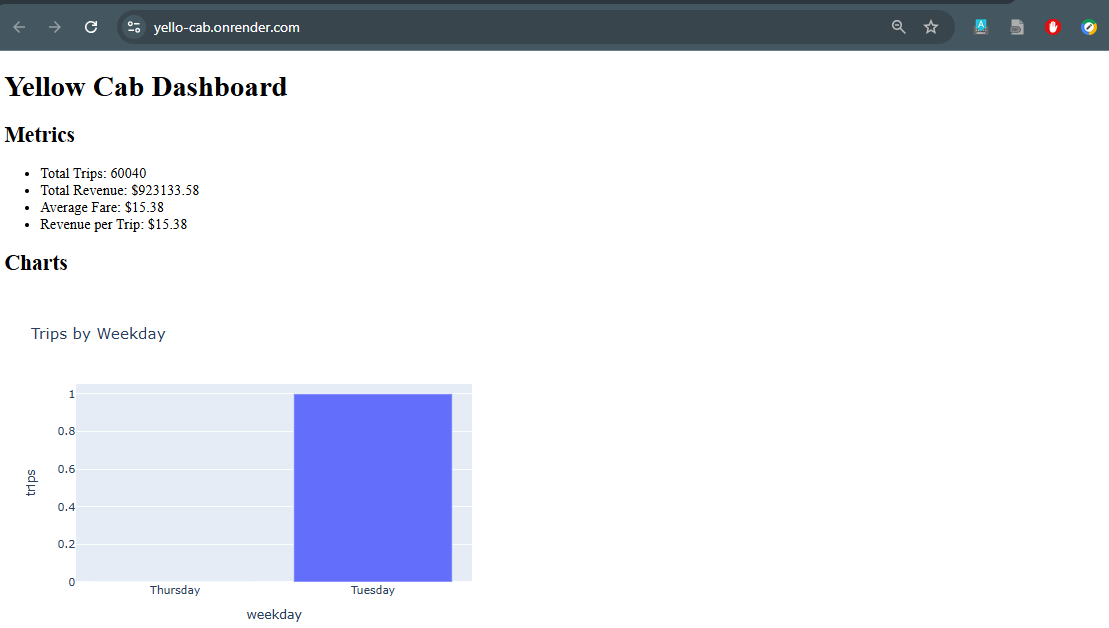 yello-cab.onrender.com
Yellow Cab Dashboard
Metrics
Total Trips: 60040
Total Revenue: $923133.58
Average Fare: $15.38
Revenue per Trip: $15.38
Charts
Trips by Weekday
1
0.8
0.6
0.4
0.2
0
trips
Thursday Tuesday
weekday